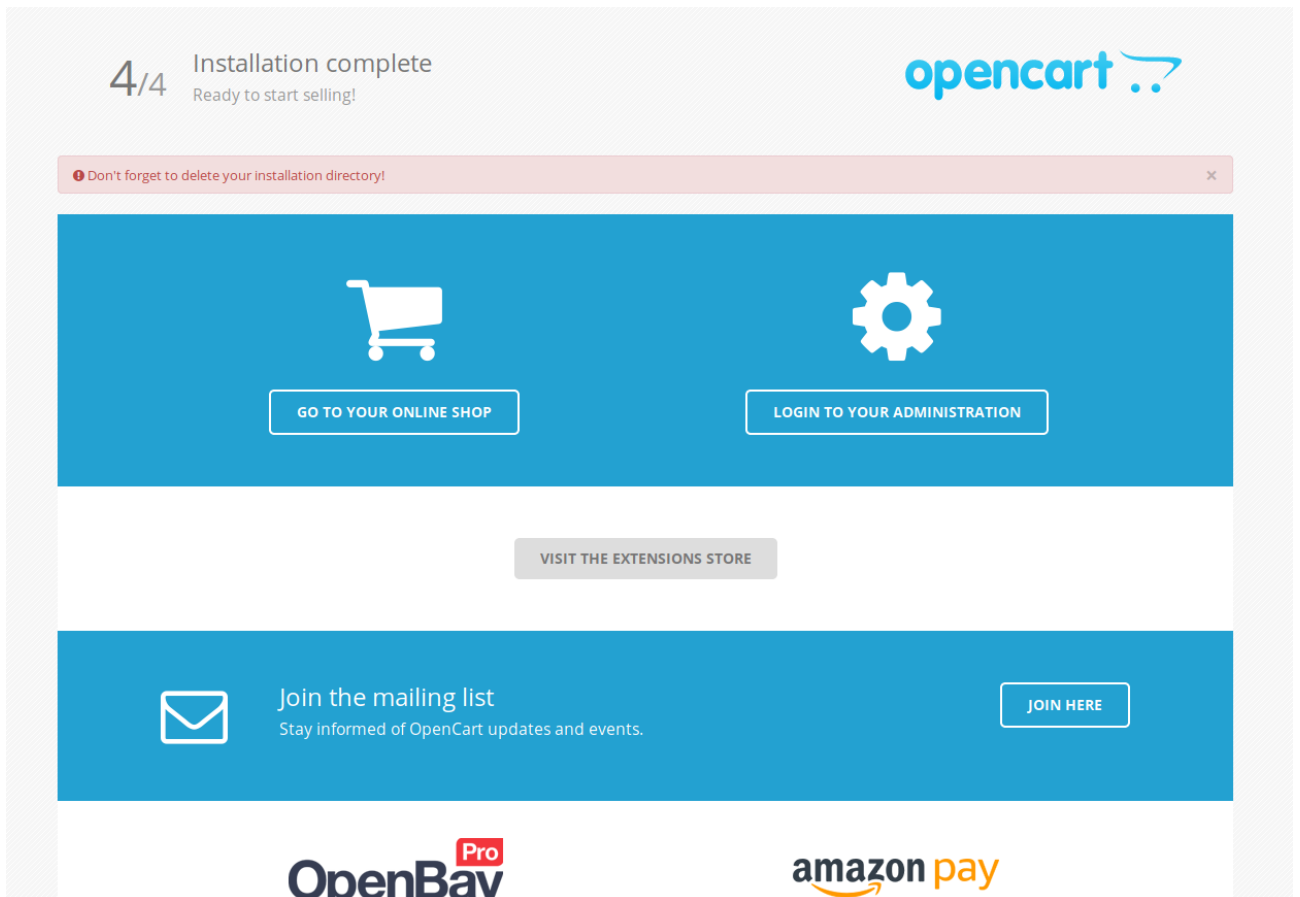 4/4
Installation complete
Ready to start selling!
opencart
Don't forget to delete your installation directory!
×
GO TO YOUR ONLINE SHOP
LOGIN TO YOUR ADMINISTRATION
VISIT THE EXTENSIONS STORE
Join the mailing list
Stay informed of OpenCart updates and events.
JOIN HERE
OpenBay Pro
amazon pay